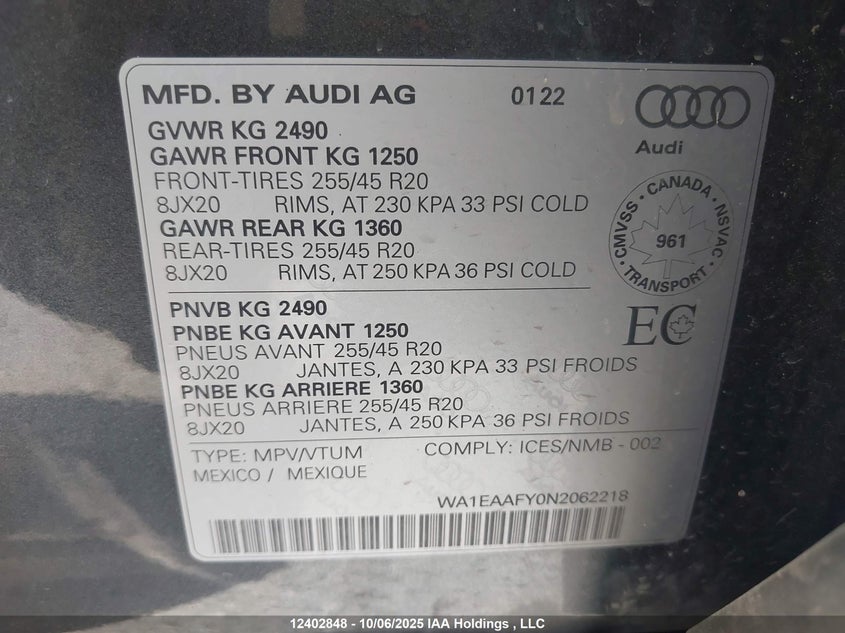 MFD. BY AUDI AG 0122
Audi
GVWR KG 2490
GAWR FRONT KG 1250
FRONT-TIRES 255/45 R20
8JX20 RIMS, AT 230 KPA 33 PSI COLD
GAWR REAR KG 1360
REAR-TIRES 255/45 R20
8JX20 RIMS, AT 250 KPA 36 PSI COLD
CMVSS · CANADA · NSVAC · TRANSPORT ·
961
PNVB KG 2490
PNBE KG AVANT 1250
PNEUS AVANT 255/45 R20
8JX20 JANTES, A 230 KPA 33 PSI FROIDS
PNBE KG ARRIERE 1360
PNEUS ARRIERE 255/45 R20
8JX20 JANTES, A 250 KPA 36 PSI FROIDS
EC
TYPE: MPV/VTUM COMPLY: ICES/NMB - 002
MEXICO / MEXIQUE
WA1EAAFY0N2062218
12402848 - 10/06/2025 IAA Holdings , LLC